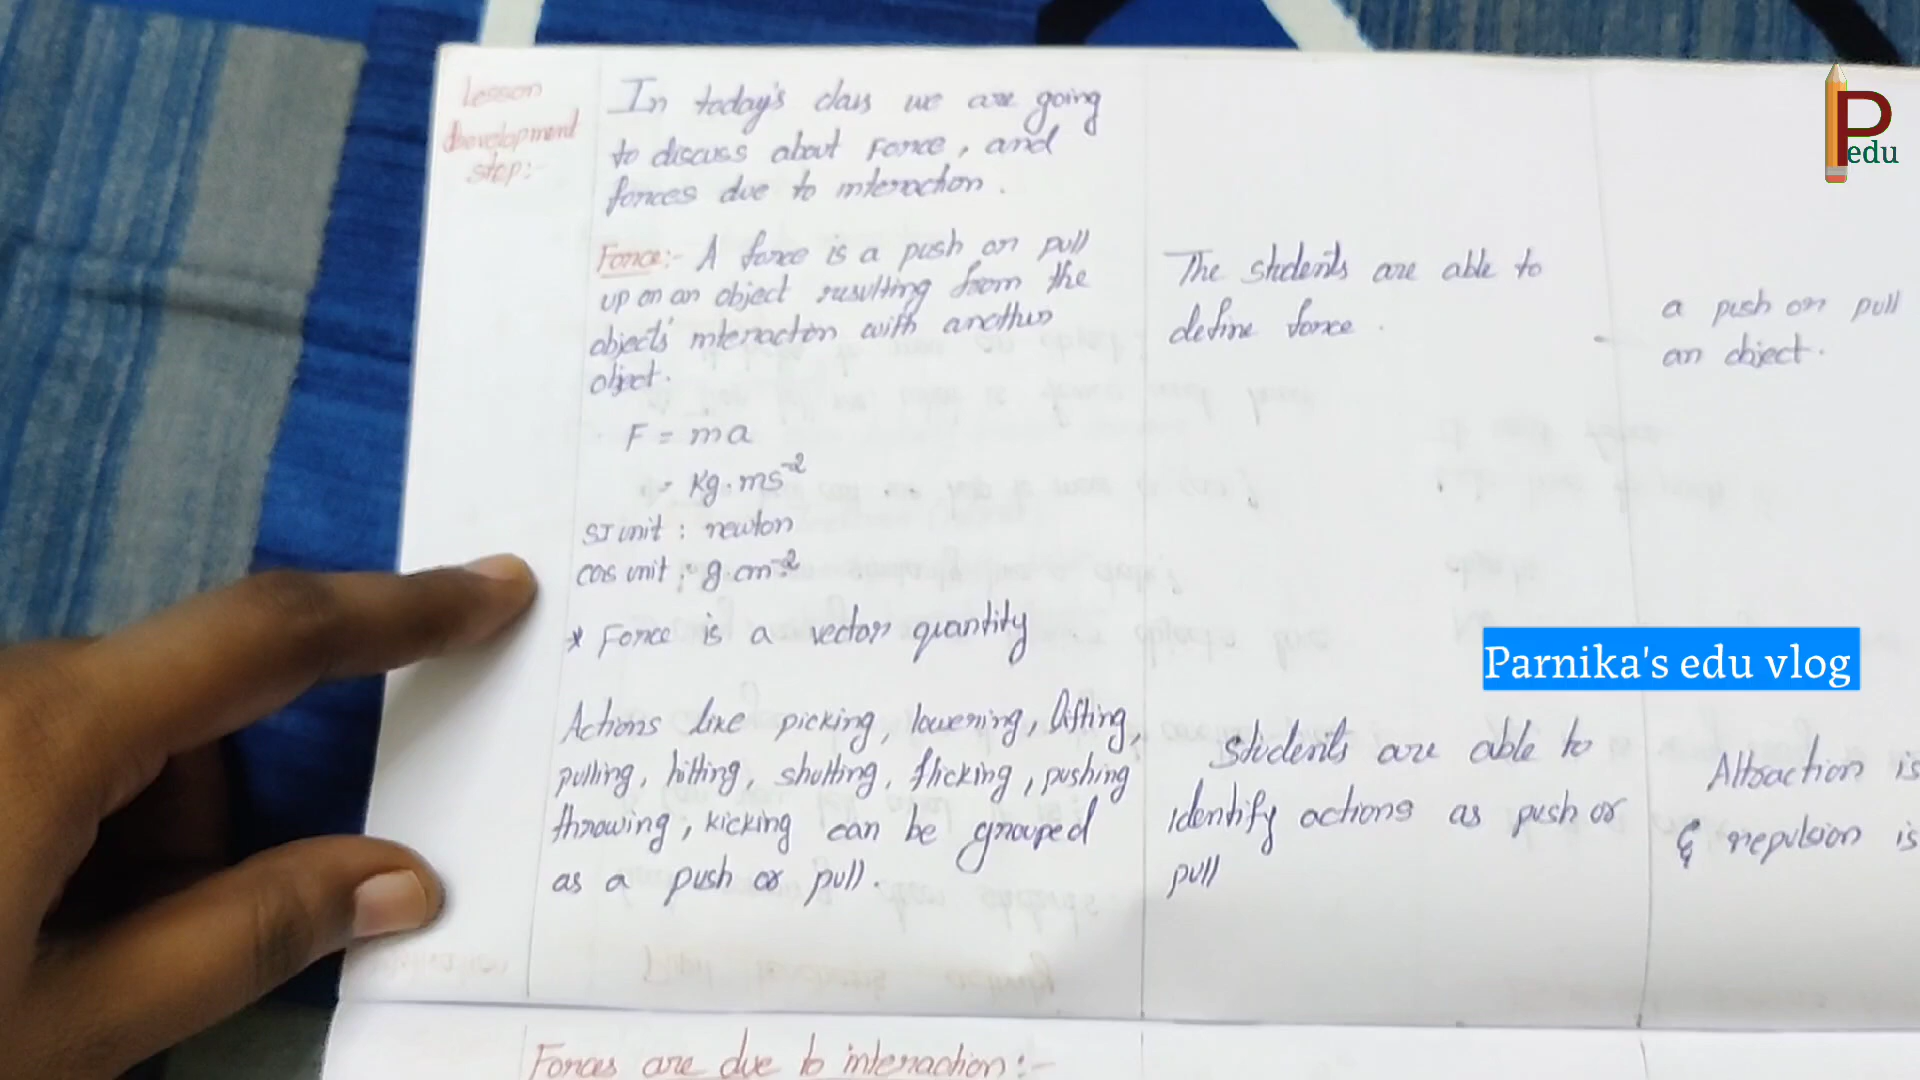 lesson
development
step:-
In today's class we are going
to discuss about Force, and
forces due to interaction.
Force:- A force is a push or pull
up on an object resulting from the
objects' interaction with another
object.
F = ma
= Kg.ms⁻²
SI unit : newton
CGS unit : g.cm⁻²
* Force is a vector quantity
Actions like picking, lowering, lifting,
pulling, hitting, shutting, flicking, pushing
throwing, kicking can be grouped
as a push or pull.
Forces are due to interaction:-
The students are able to
define force.
Students are able to
identify actions as push or
pull
a push or pull
an object.
Attraction is
& repulsion is
P
edu
Parnika's edu vlog